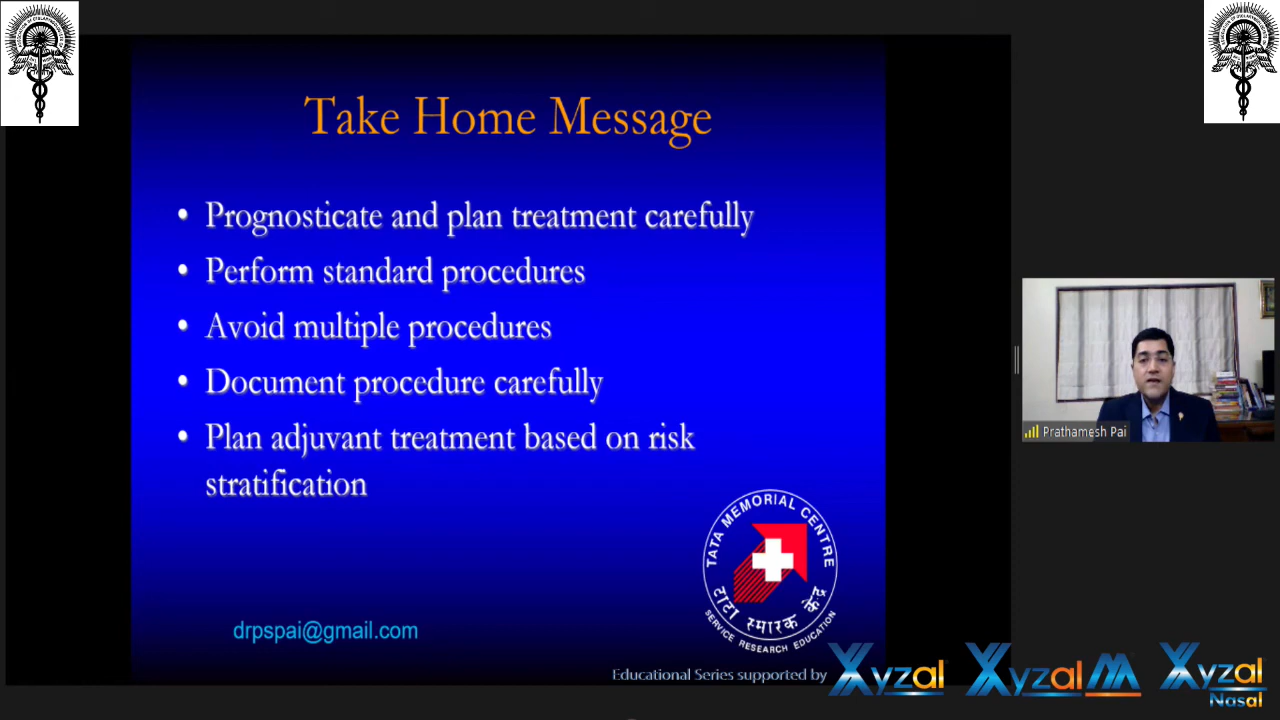 Take Home Message
• Prognosticate and plan treatment carefully
• Perform standard procedures
• Avoid multiple procedures
• Document procedure carefully
• Plan adjuvant treatment based on risk
stratification
TATA MEMORIAL CENTRE
टाटा स्मारक केंद्र
SERVICE RESEARCH EDUCATION
drpspai@gmail.com
Prathamesh Pai
Educational Series supported by
Xyzal
Xyzal M
Xyzal
Nasal